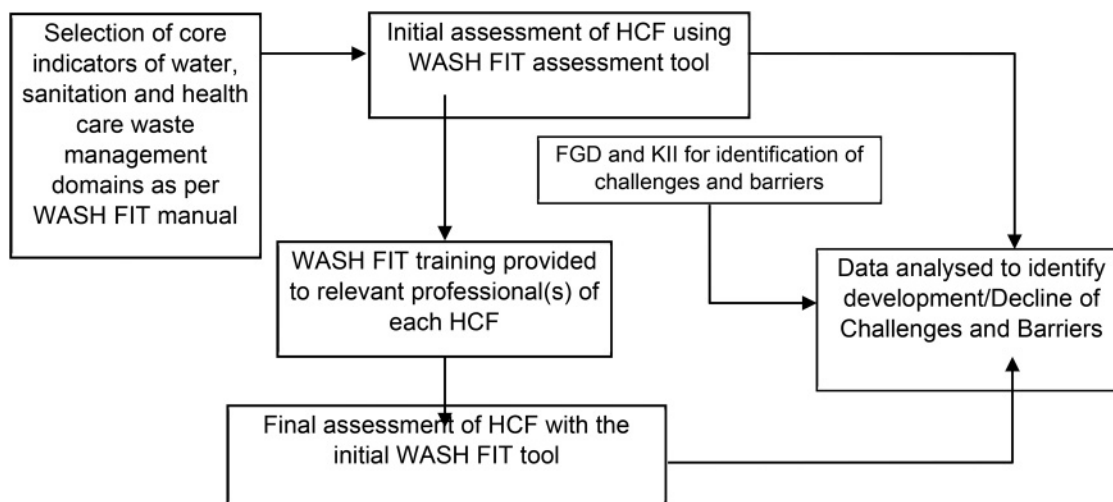 Selection of core
indicators of water,
sanitation and health
care waste
management
domains as per
WASH FIT manual
Initial assessment of HCF using
WASH FIT assessment tool
FGD and KII for identification of
challenges and barriers
WASH FIT training provided
to relevant professional(s) of
each HCF
Data analysed to identify
development/Decline of
Challenges and Barriers
Final assessment of HCF with the
initial WASH FIT tool